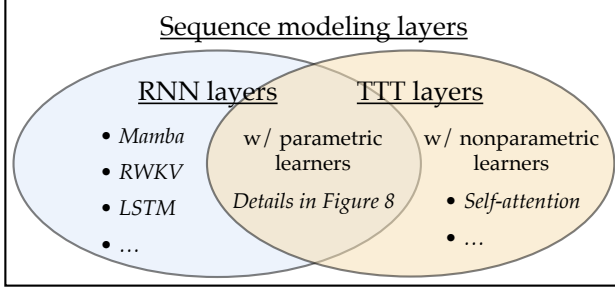 Sequence modeling layers
RNN layers
TTT layers
• Mamba
• RWKV
• LSTM
• …
w/ parametric
learners
Details in Figure 8
w/ nonparametric
learners
• Self-attention
• …